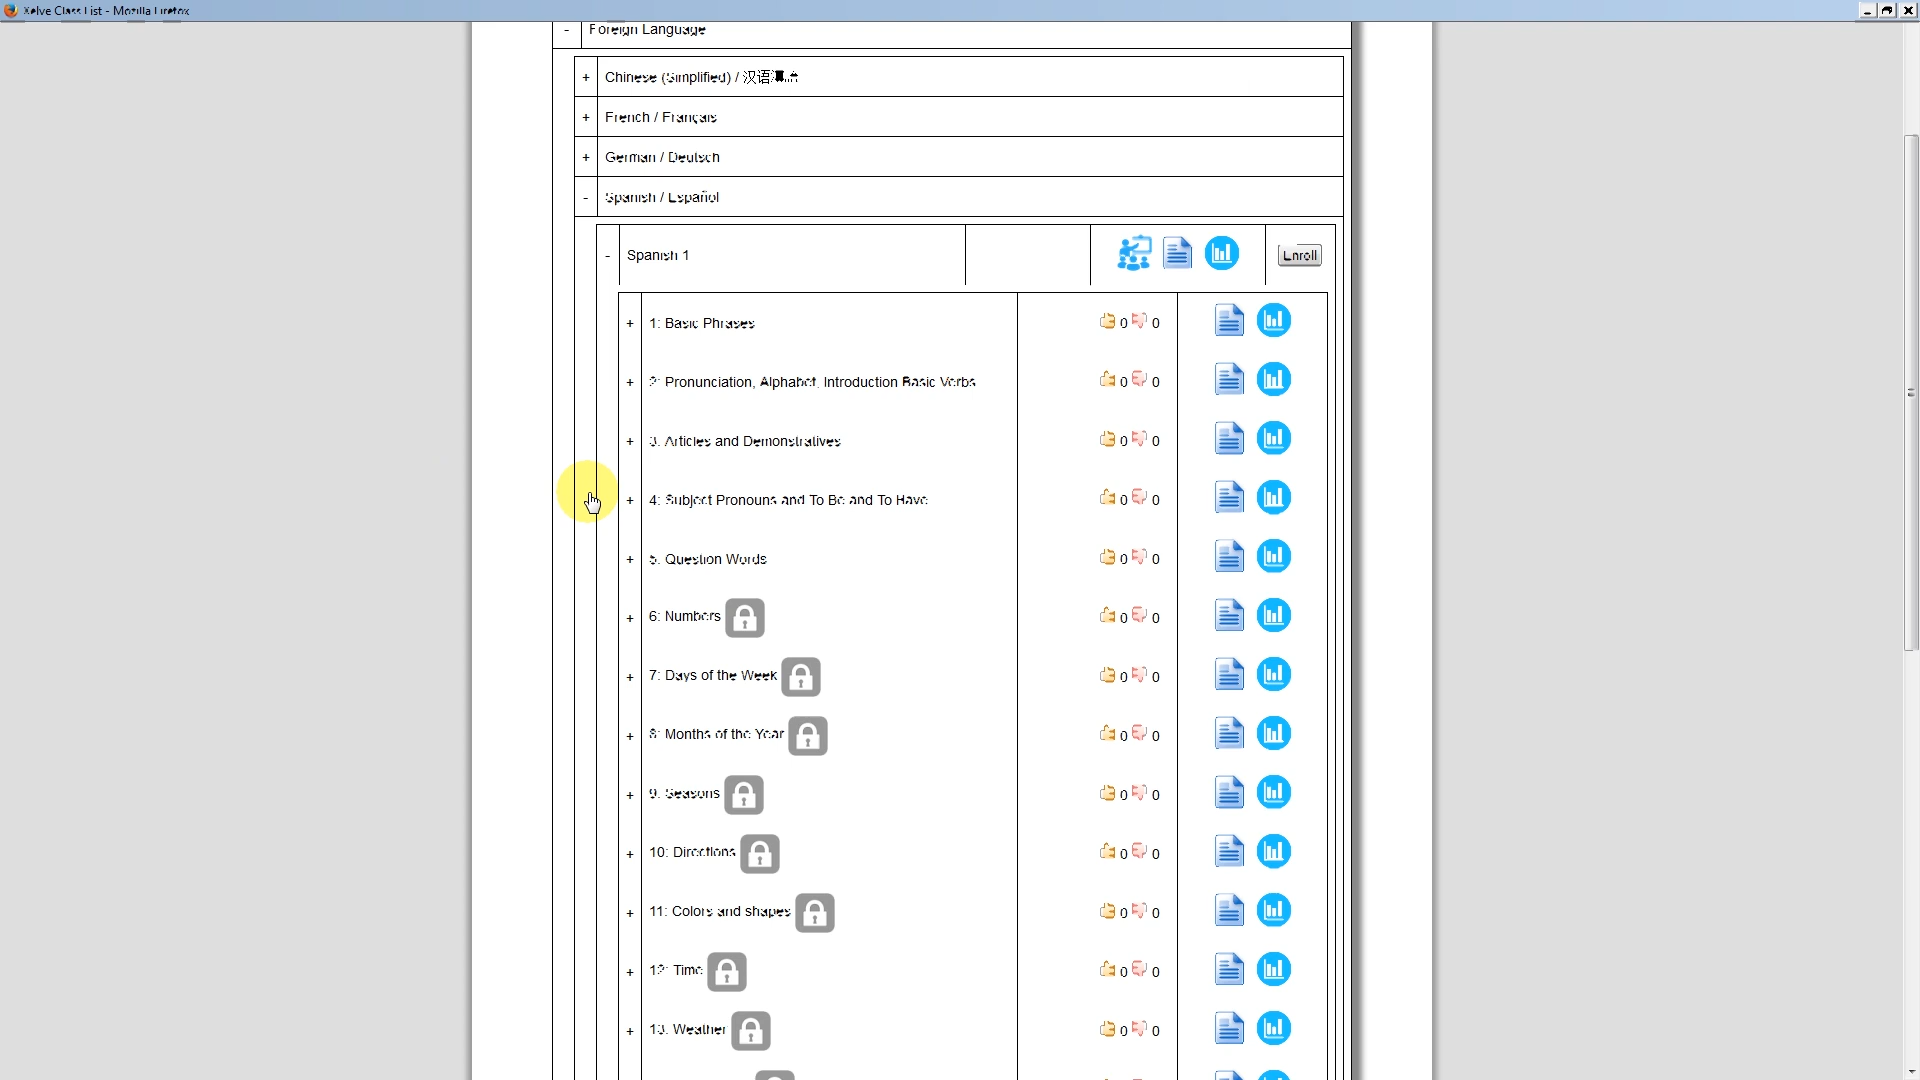 Xelve Class List - Mozilla Firefox
- Foreign Language
+ Chinese (Simplified) / 汉语
+ French / Français
+ German / Deutsch
- Spanish / Español
- Spanish 1 Enroll
+ 1: Basic Phrases 0 0
+ 2: Pronunciation, Alphabet, Introduction Basic Verbs 0 0
+ 3: Articles and Demonstratives 0 0
+ 4: Subject Pronouns and To Be and To Have 0 0
+ 5: Question Words 0 0
+ 6: Numbers 0 0
+ 7: Days of the Week 0 0
+ 8: Months of the Year 0 0
+ 9: Seasons 0 0
+ 10: Directions 0 0
+ 11: Colors and shapes 0 0
+ 12: Time 0 0
+ 13: Weather 0 0